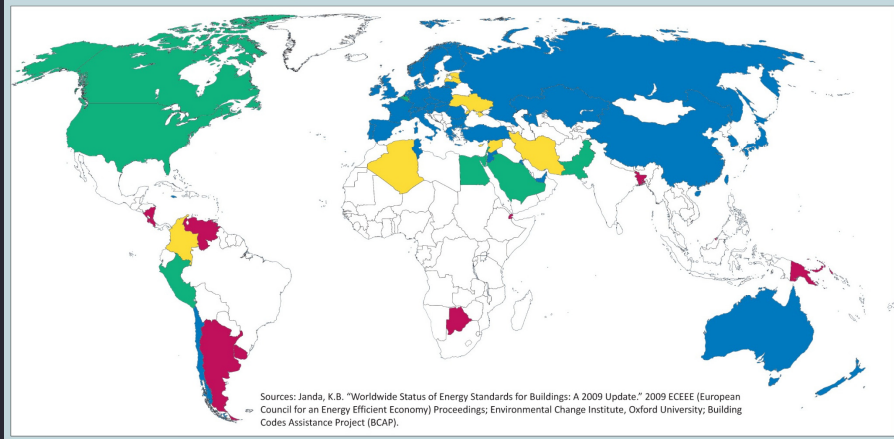 Sources: Janda, K.B. “Worldwide Status of Energy Standards for Buildings: A 2009 Update.” 2009 ECEEE (European
Council for an Energy Efficient Economy) Proceedings; Environmental Change Institute, Oxford University; Building
Codes Assistance Project (BCAP).